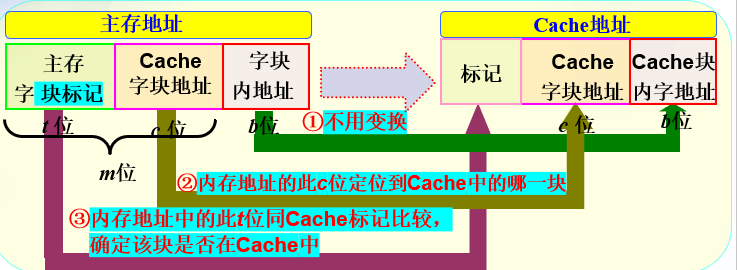 主存地址
Cache地址
主存
字 块标记
Cache
字块地址
字块
内地址
标记
Cache
字块地址
Cache块
内字地址
t 位
c 位
b位
①不用变换
c 位
b位
m位
②内存地址的此c位定位到Cache中的哪一块
③内存地址中的此t位同Cache标记比较，
确定该块是否在Cache中